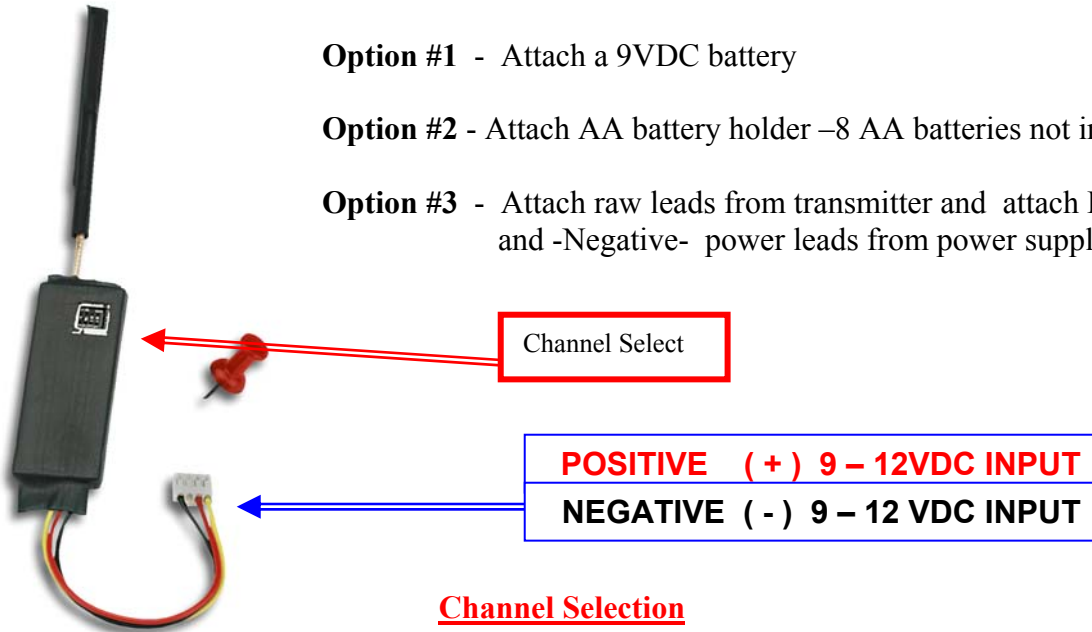 Option #1 - Attach a 9VDC battery
Option #2 - Attach AA battery holder –8 AA batteries not
Option #3 - Attach raw leads from transmitter and attach
and -Negative- power leads from power
Channel Select
POSITIVE ( + ) 9 – 12VDC INPUT
NEGATIVE ( - ) 9 – 12 VDC INPUT
Channel Selection